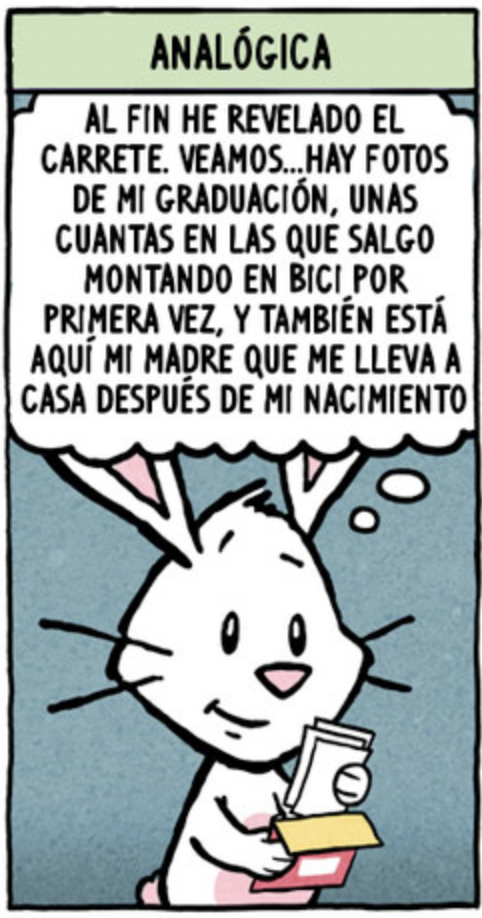 ANALÓGICA
AL FIN HE REVELADO EL
CARRETE. VEAMOS...HAY FOTOS
DE MI GRADUACIÓN, UNAS
CUANTAS EN LAS QUE SALGO
MONTANDO EN BICI POR
PRIMERA VEZ, Y TAMBIÉN ESTÁ
AQUÍ MI MADRE QUE ME LLEVA A
CASA DESPUÉS DE MI NACIMIENTO